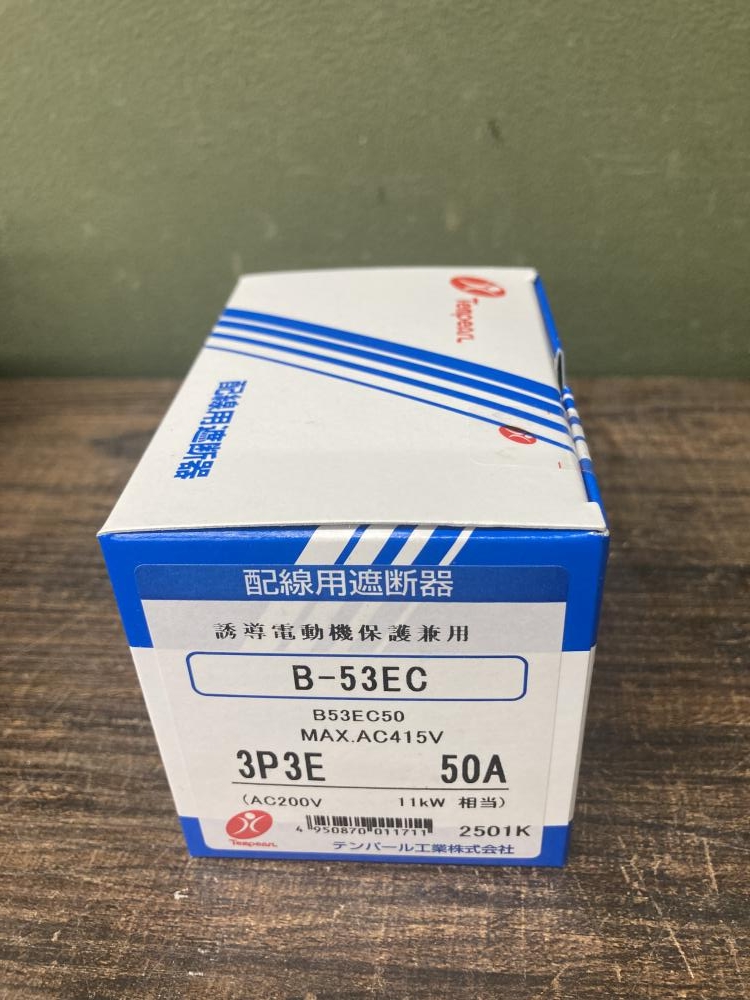 Tempearl
配線用遮断器
配線用遮断器
誘導電動機保護兼用
B-53EC
B53EC50
MAX.AC415V
3P3E 50A
(AC200V 11kW 相当)
4 950870 011711 2501K
Tempearl
テンパール工業株式会社